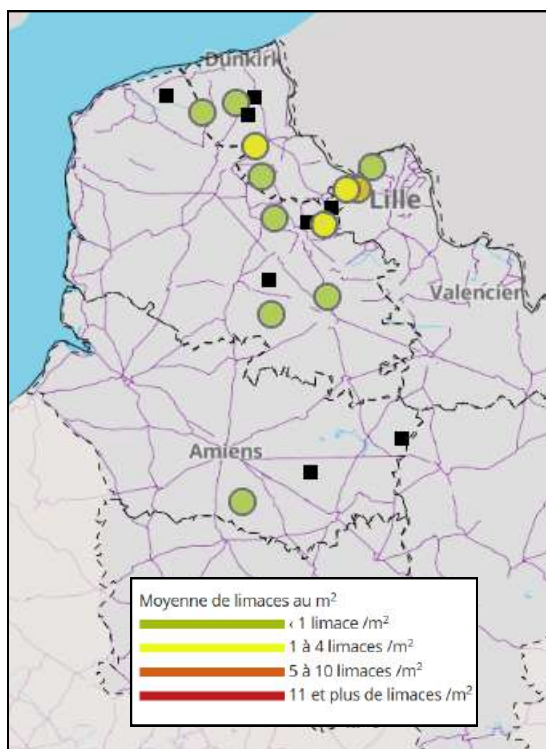 Dunkirk
Lille
Valencien
Amiens
Moyenne de limaces au m²
‹ 1 limace /m²
1 à 4 limaces /m²
5 à 10 limaces /m²
11 et plus de limaces /m²